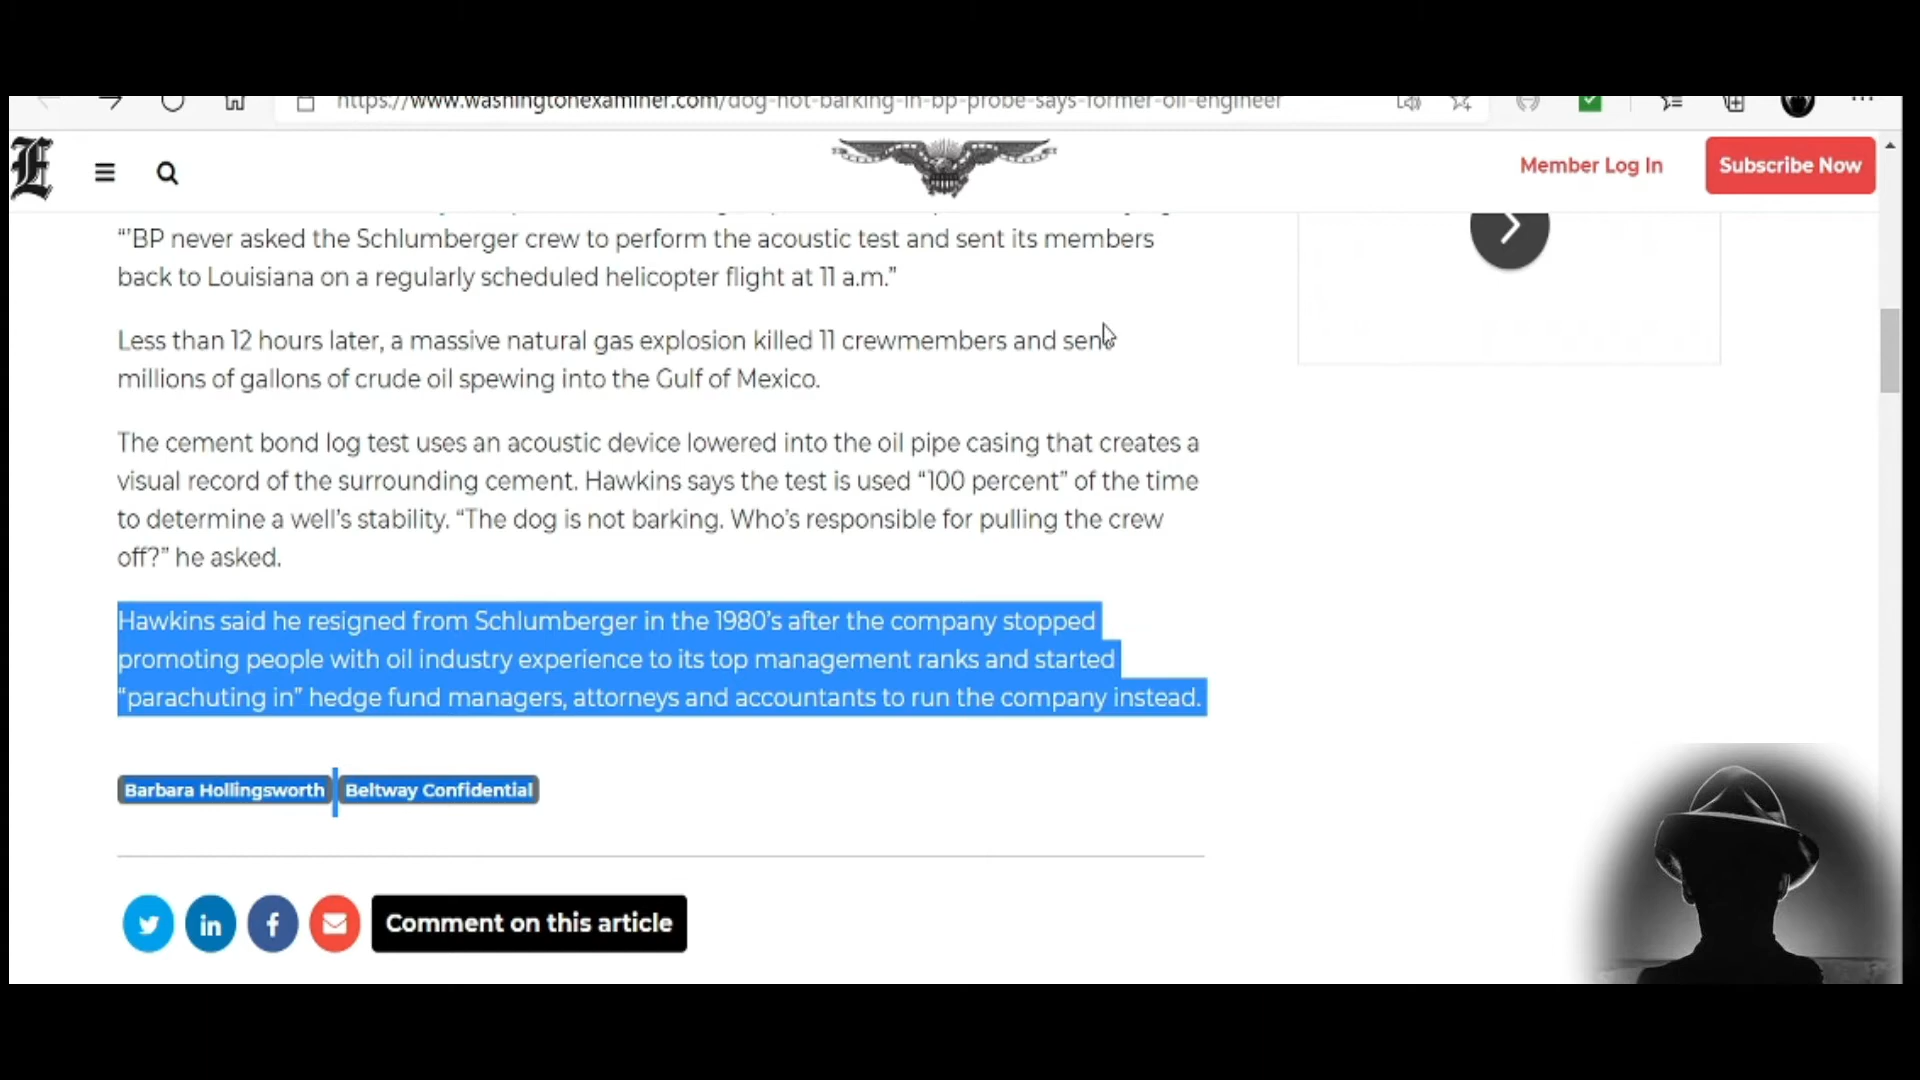 https://www.washingtonexaminer.com/dog-not-barking-in-bp-probe-says-former-oil-engineer
E
Member Log In
Subscribe Now
“’BP never asked the Schlumberger crew to perform the acoustic test and sent its members
back to Louisiana on a regularly scheduled helicopter flight at 11 a.m.”
Less than 12 hours later, a massive natural gas explosion killed 11 crewmembers and sent
millions of gallons of crude oil spewing into the Gulf of Mexico.
The cement bond log test uses an acoustic device lowered into the oil pipe casing that creates a
visual record of the surrounding cement. Hawkins says the test is used “100 percent” of the time
to determine a well’s stability. “The dog is not barking. Who’s responsible for pulling the crew
off?” he asked.
Hawkins said he resigned from Schlumberger in the 1980’s after the company stopped
promoting people with oil industry experience to its top management ranks and started
“parachuting in” hedge fund managers, attorneys and accountants to run the company instead.
Barbara Hollingsworth Beltway Confidential
Comment on this article